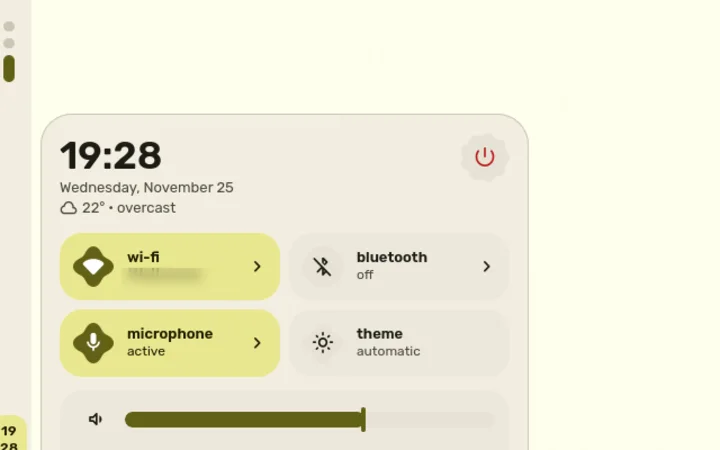 19:28
Wednesday, November 25
22° • overcast
wi-fi
bluetooth
off
microphone
active
theme
automatic
19
28